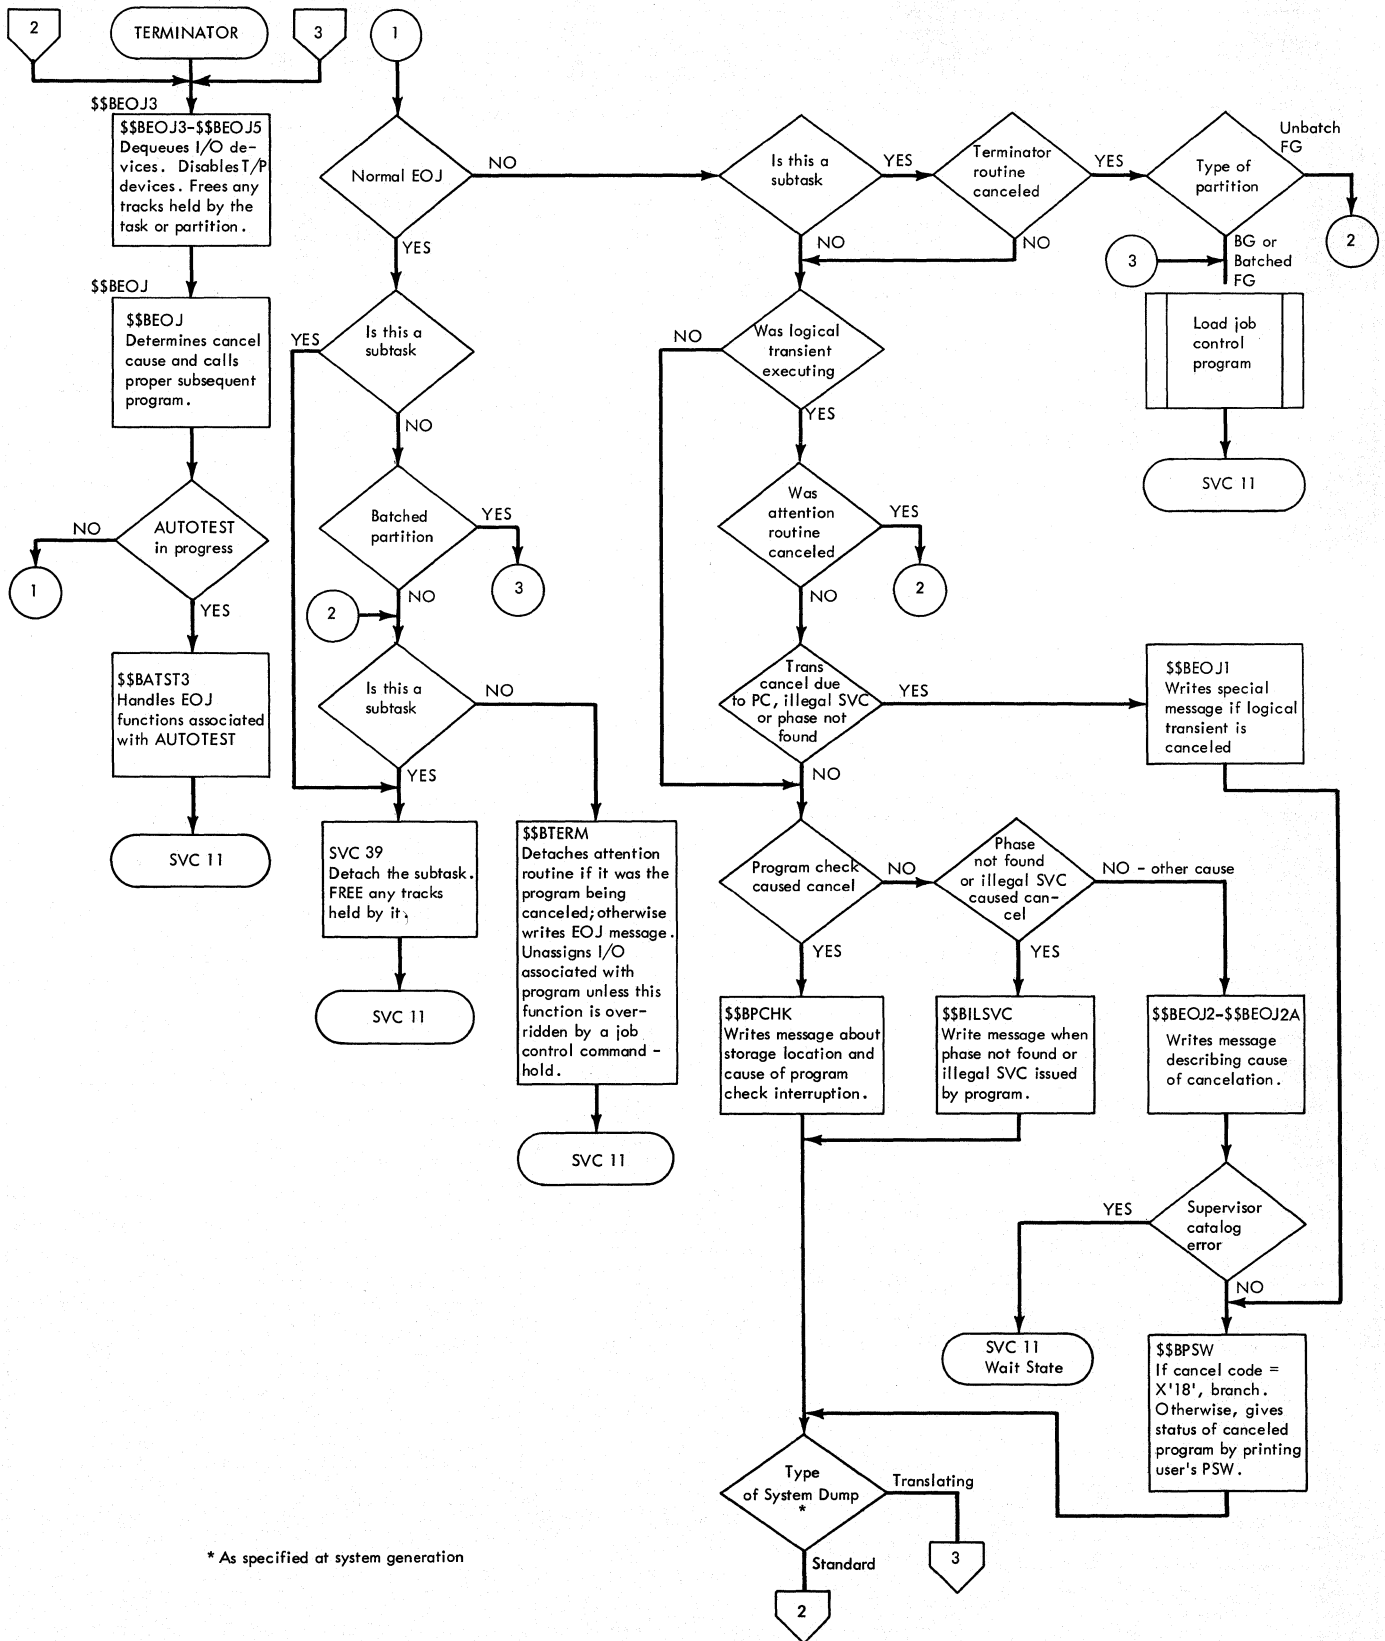 2
TERMINATOR
3
1
$$BEOJ3
$$BEOJ3-$$BEOJ5
Dequeues I/O de-
vices. Disables T/P
devices. Frees any
tracks held by the
task or partition.
$$BEOJ
$$BEOJ
Determines cancel
cause and calls
proper subsequent
program.
AUTOTEST
in progress
NO
1
YES
$$BATST3
Handles EOJ
functions associated
with AUTOTEST
SVC 11
Normal EOJ
NO
YES
Is this a
subtask
YES
NO
Batched
partition
YES
3
NO
2
Is this a
subtask
NO
YES
SVC 39
Detach the subtask.
FREE any tracks
held by it.
SVC 11
$$BTERM
Detaches attention
routine if it was the
program being
canceled; otherwise
writes EOJ message.
Unassigns I/O
associated with
program unless this
function is over-
ridden by a job
control command -
hold.
SVC 11
Is this a
subtask
YES
NO
Terminator
routine
canceled
YES
NO
Type of
partition
Unbatch
FG
2
3
BG or
Batched
FG
Load job
control
program
SVC 11
Was logical
transient
executing
NO
YES
Was
attention
routine
canceled
YES
2
NO
Trans
cancel due
to PC, illegal SVC
or phase not
found
YES
NO
$$BEOJ1
Writes special
message if logical
transient is
canceled
Program check
caused cancel
NO
YES
Phase
not found
or illegal SVC
caused can-
cel
NO - other cause
YES
$$BPCHK
Writes message about
storage location and
cause of program
check interruption.
$$BILSVC
Write message when
phase not found or
illegal SVC issued
by program.
$$BEOJ2-$$BEOJ2A
Writes message
describing cause
of cancelation.
Supervisor
catalog
error
YES
NO
SVC 11
Wait State
$$BPSW
If cancel code =
X'18', branch.
Otherwise, gives
status of canceled
program by printing
user's PSW.
Type
of System Dump
*
Translating
3
Standard
2
* As specified at system generation